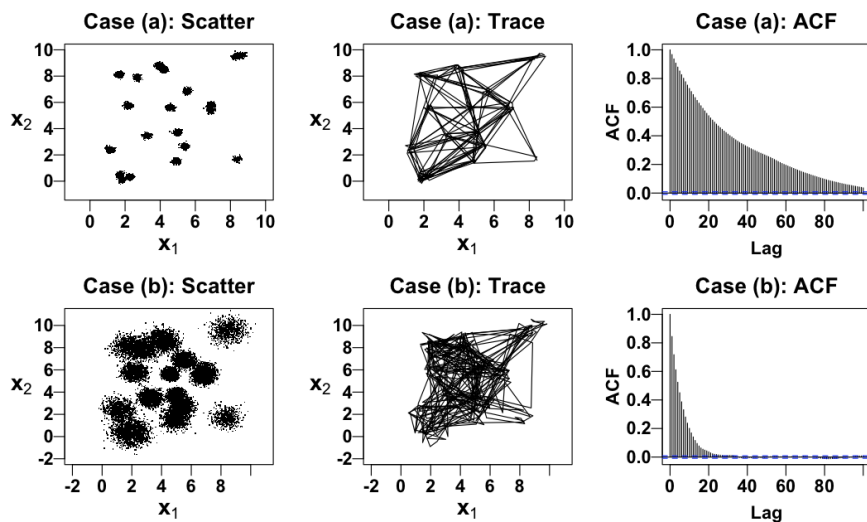 Case (a): Scatter
10
8
6
4
2
0
x2
0 2 4 6 8 10
x1
Case (a): Trace
10
8
6
4
2
0
x2
0 2 4 6 8 10
x1
Case (a): ACF
1.0
0.8
0.6
0.4
0.2
0.0
ACF
0 20 40 60 80
Lag
Case (b): Scatter
10
8
6
4
2
0
-2
x2
-2 0 2 4 6 8
x1
Case (b): Trace
10
8
6
4
2
0
-2
x2
-2 0 2 4 6 8
x1
Case (b): ACF
1.0
0.8
0.6
0.4
0.2
0.0
ACF
0 20 40 60 80
Lag